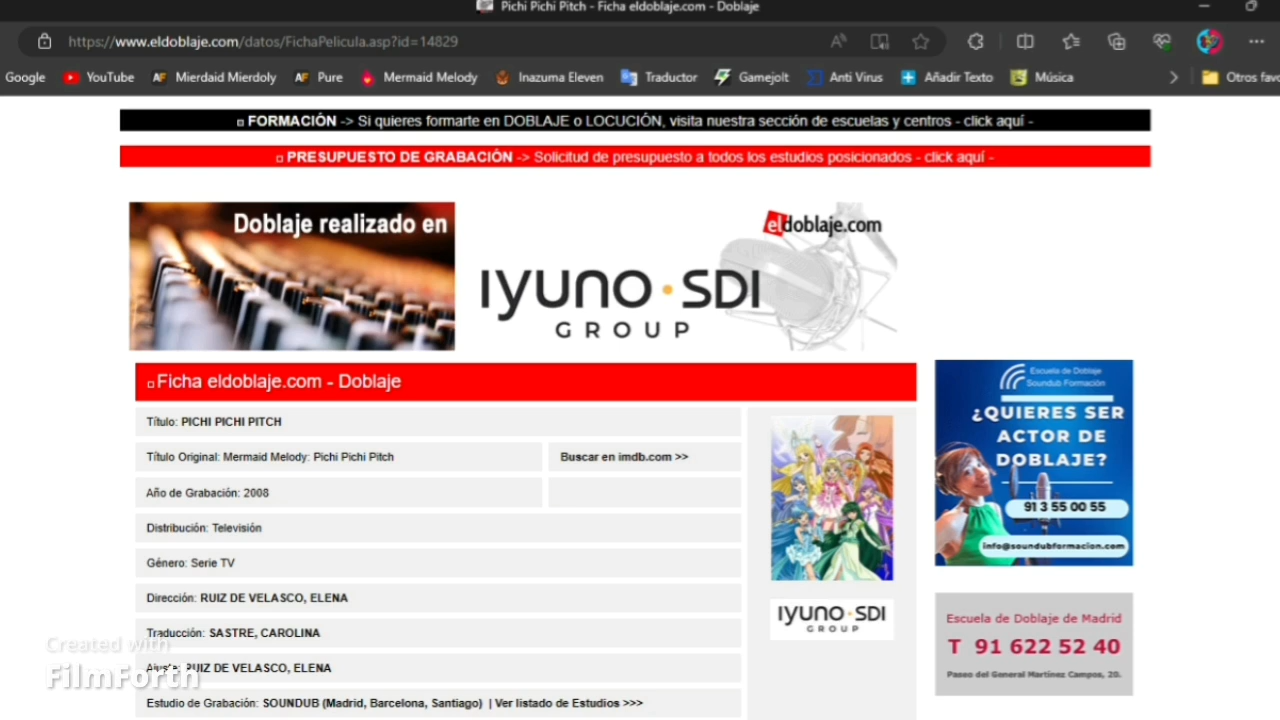 Pichi Pichi Pitch - Ficha eldoblaje.com - Doblaje
https://www.eldoblaje.com/datos/FichaPelicula.asp?id=14829
Google YouTube AF Mierdaid Mierdoly AF Pure Mermaid Melody Inazuma Eleven Traductor Gamejolt Anti Virus Añadir Texto Música Otros favo
FORMACIÓN -> Si quieres formarte en DOBLAJE o LOCUCIÓN, visita nuestra sección de escuelas y centros - click aquí -
PRESUPUESTO DE GRABACIÓN -> Solicitud de presupuesto a todos los estudios posicionados - click aquí -
Doblaje realizado en
eldoblaje.com
IYUNO·SDI
GROUP
Ficha eldoblaje.com - Doblaje
Título: PICHI PICHI PITCH
Título Original: Mermaid Melody: Pichi Pichi Pitch
Buscar en imdb.com >>
Año de Grabación: 2008
Distribución: Televisión
Género: Serie TV
Dirección: RUIZ DE VELASCO, ELENA
Traducción: SASTRE, CAROLINA
Ajuste: RUIZ DE VELASCO, ELENA
Estudio de Grabación: SOUNDUB (Madrid, Barcelona, Santiago) | Ver listado de Estudios >>>
IYUNO·SDI
GROUP
Escuela de Doblaje
Soundub Formación
¿QUIERES SER
ACTOR DE
DOBLAJE?
91 3 55 00 55
info@soundubformacion.com
Escuela de Doblaje de Madrid
T 91 622 52 40
Paseo del General Martínez Campos, 20.
Created with
FilmForth